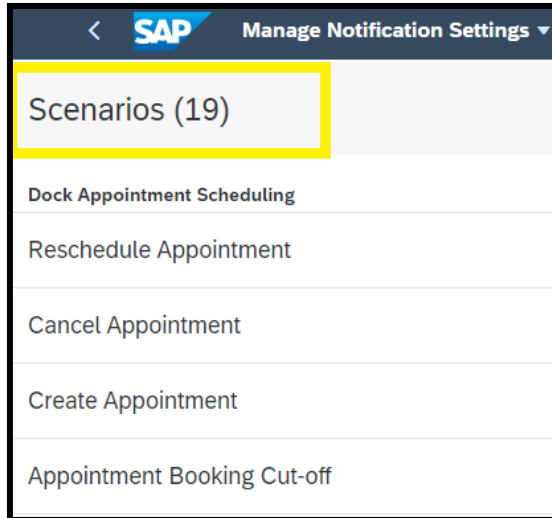 SAP Manage Notification Settings
Scenarios (19)
Dock Appointment Scheduling
Reschedule Appointment
Cancel Appointment
Create Appointment
Appointment Booking Cut-off